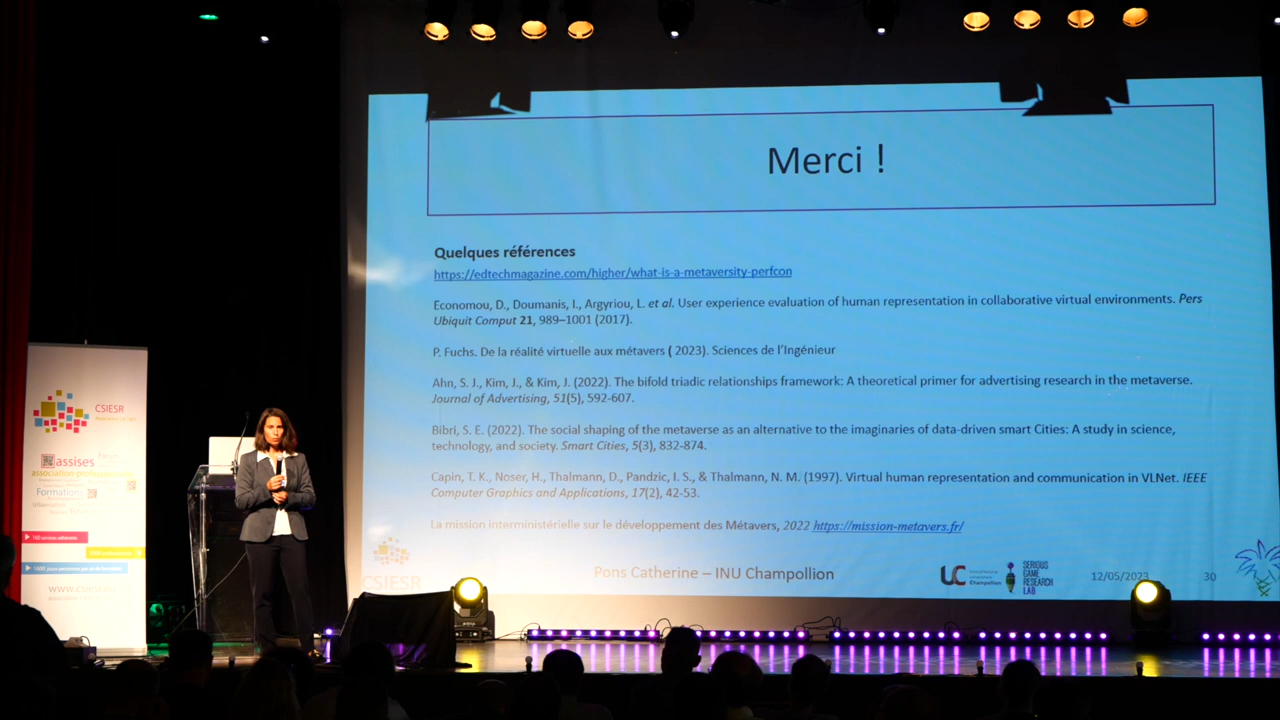 Merci !
Quelques références
https://edtechmagazine.com/higher/what-is-a-metaversity-perfcon
Economou, D., Doumanis, I., Argyriou, L. et al. User experience evaluation of human representation in collaborative virtual environments. Pers
Ubiquit Comput 21, 989–1001 (2017).
P. Fuchs. De la réalité virtuelle aux métavers ( 2023). Sciences de l'Ingénieur
Ahn, S. J., Kim, J., & Kim, J. (2022). The bifold triadic relationships framework: A theoretical primer for advertising research in the metaverse.
Journal of Advertising, 51(5), 592-607.
Bibri, S. E. (2022). The social shaping of the metaverse as an alternative to the imaginaries of data-driven smart Cities: A study in science,
technology, and society. Smart Cities, 5(3), 832-874.
Capin, T. K., Noser, H., Thalmann, D., Pandzic, I. S., & Thalmann, N. M. (1997). Virtual human representation and communication in VLNet. IEEE
Computer Graphics and Applications, 17(2), 42-53.
La mission interministérielle sur le développement des Métavers, 2022 https://mission-metavers.fr/
CSIESR
Pons Catherine – INU Champollion
UC
Champollion
SERIOUS
GAME
RESEARCH
LAB
12/05/2023
30
CSIESR
assises
Forum
association professionnelle
Formations